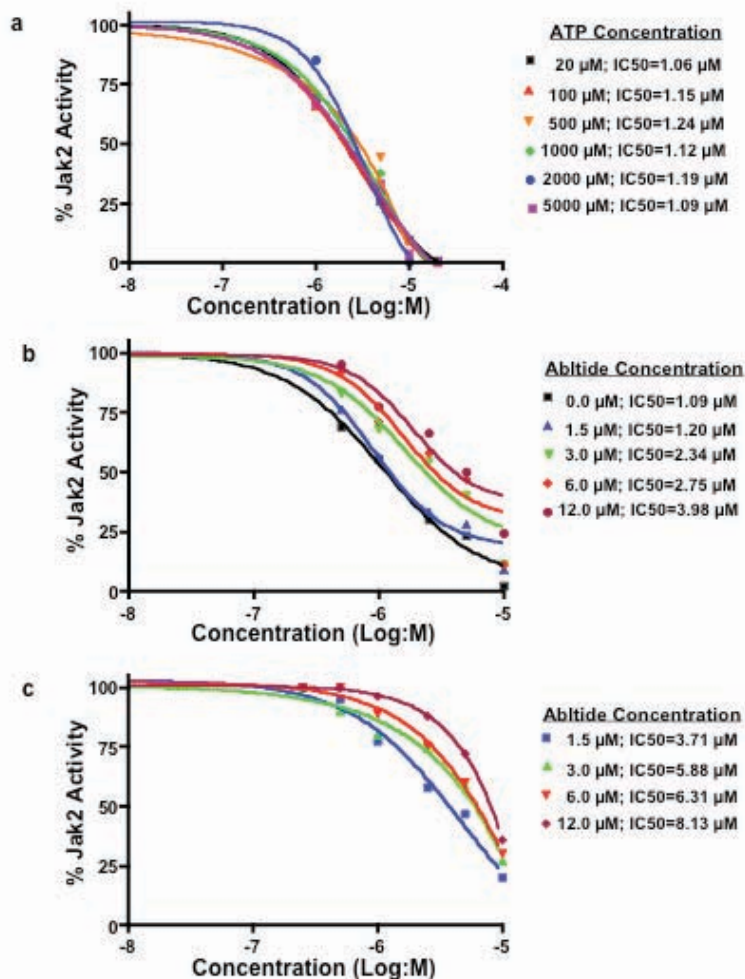 a
ATP Concentration
20 µM; IC50=1.06 µM
100 µM; IC50=1.15 µM
500 µM; IC50=1.24 µM
1000 µM; IC50=1.12 µM
2000 µM; IC50=1.19 µM
5000 µM; IC50=1.09 µM
% Jak2 Activity
100
75
50
25
0
-8 -7 -6 -5 -4
Concentration (Log:M)
b
Abltide Concentration
0.0 µM; IC50=1.09 µM
1.5 µM; IC50=1.20 µM
3.0 µM; IC50=2.34 µM
6.0 µM; IC50=2.75 µM
12.0 µM; IC50=3.98 µM
% Jak2 Activity
100
75
50
25
0
-8 -7 -6 -5
Concentration (Log:M)
c
Abltide Concentration
1.5 µM; IC50=3.71 µM
3.0 µM; IC50=5.88 µM
6.0 µM; IC50=6.31 µM
12.0 µM; IC50=8.13 µM
% Jak2 Activity
100
75
50
25
0
-8 -7 -6 -5
Concentration (Log:M)